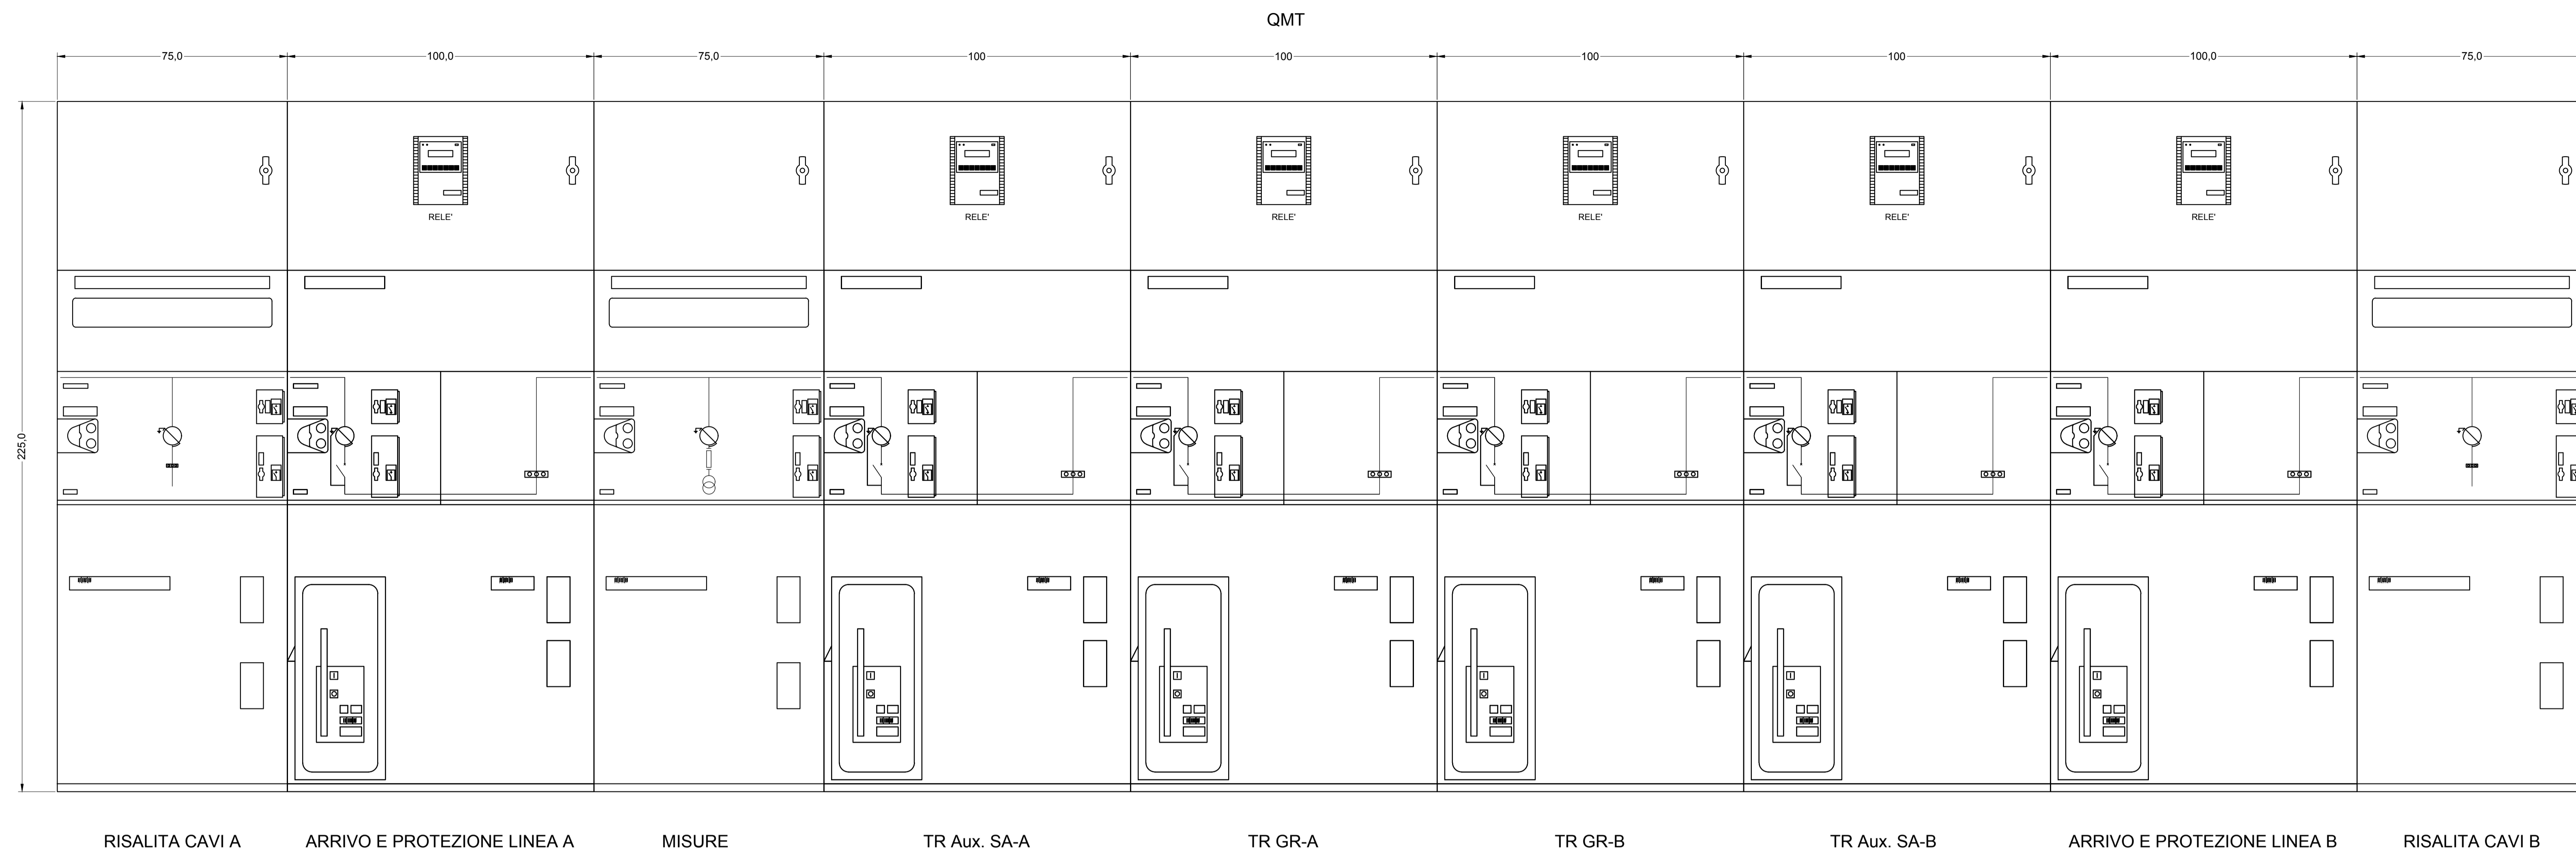 QMT
75,0 100,0 75,0 100 100 100 100 100,0 75,0
225,0
RELE' RELE' RELE' RELE' RELE' RELE'
RISALITA CAVI A ARRIVO E PROTEZIONE LINEA A MISURE TR Aux. SA-A TR GR-A TR GR-B TR Aux. SA-B ARRIVO E PROTEZIONE LINEA B RISALITA CAVI B